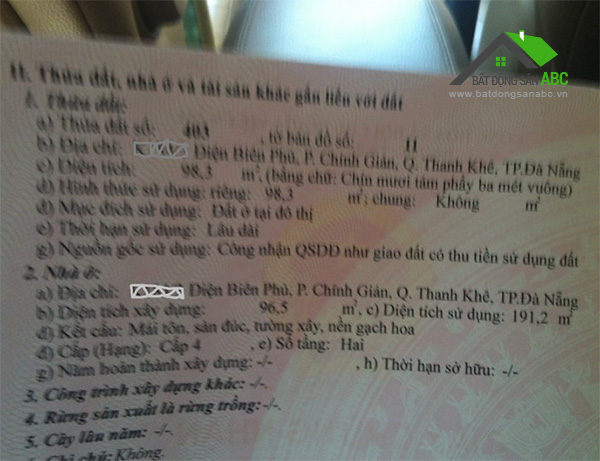 BẤT ĐỘNG SẢN ABC
www.batdongsanabc.vn
II. Thửa đất, nhà ở và tài sản khác gắn liền với đất
1. Thửa đất:
a) Thửa đất số: 403 , tờ bản đồ số: 11
b) Địa chỉ: Điện Biên Phủ, P. Chính Gián, Q. Thanh Khê, TP.Đà Nẵng
c) Diện tích: 98,3 m², (bằng chữ: Chín mươi tám phẩy ba mét vuông)
d) Hình thức sử dụng: riêng: 98,3 m²; chung: Không m²
đ) Mục đích sử dụng: Đất ở tại đô thị
e) Thời hạn sử dụng: Lâu dài
g) Nguồn gốc sử dụng: Công nhận QSDĐ như giao đất có thu tiền sử dụng đất
2. Nhà ở:
a) Địa chỉ: Điện Biên Phủ, P. Chính Gián, Q. Thanh Khê, TP.Đà Nẵng
b) Diện tích xây dựng: 96,5 m², c) Diện tích sử dụng: 191,2 m²
d) Kết cấu: Mái tôn, sàn đúc, tường xây, nền gạch hoa
đ) Cấp (Hạng): Cấp 4 , e) Số tầng: Hai
g) Năm hoàn thành xây dựng: -/- , h) Thời hạn sở hữu: -/-
3. Công trình xây dựng khác: -/-.
4. Rừng sản xuất là rừng trồng: -/-.
5. Cây lâu năm: -/-.
Ghi chú: Không.